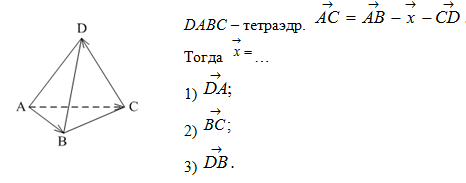 DABC – тетраэдр. AC = AB – x – CD.
Тогда x = …
1) DA;
2) BC;
3) DB.
D
A
C
B